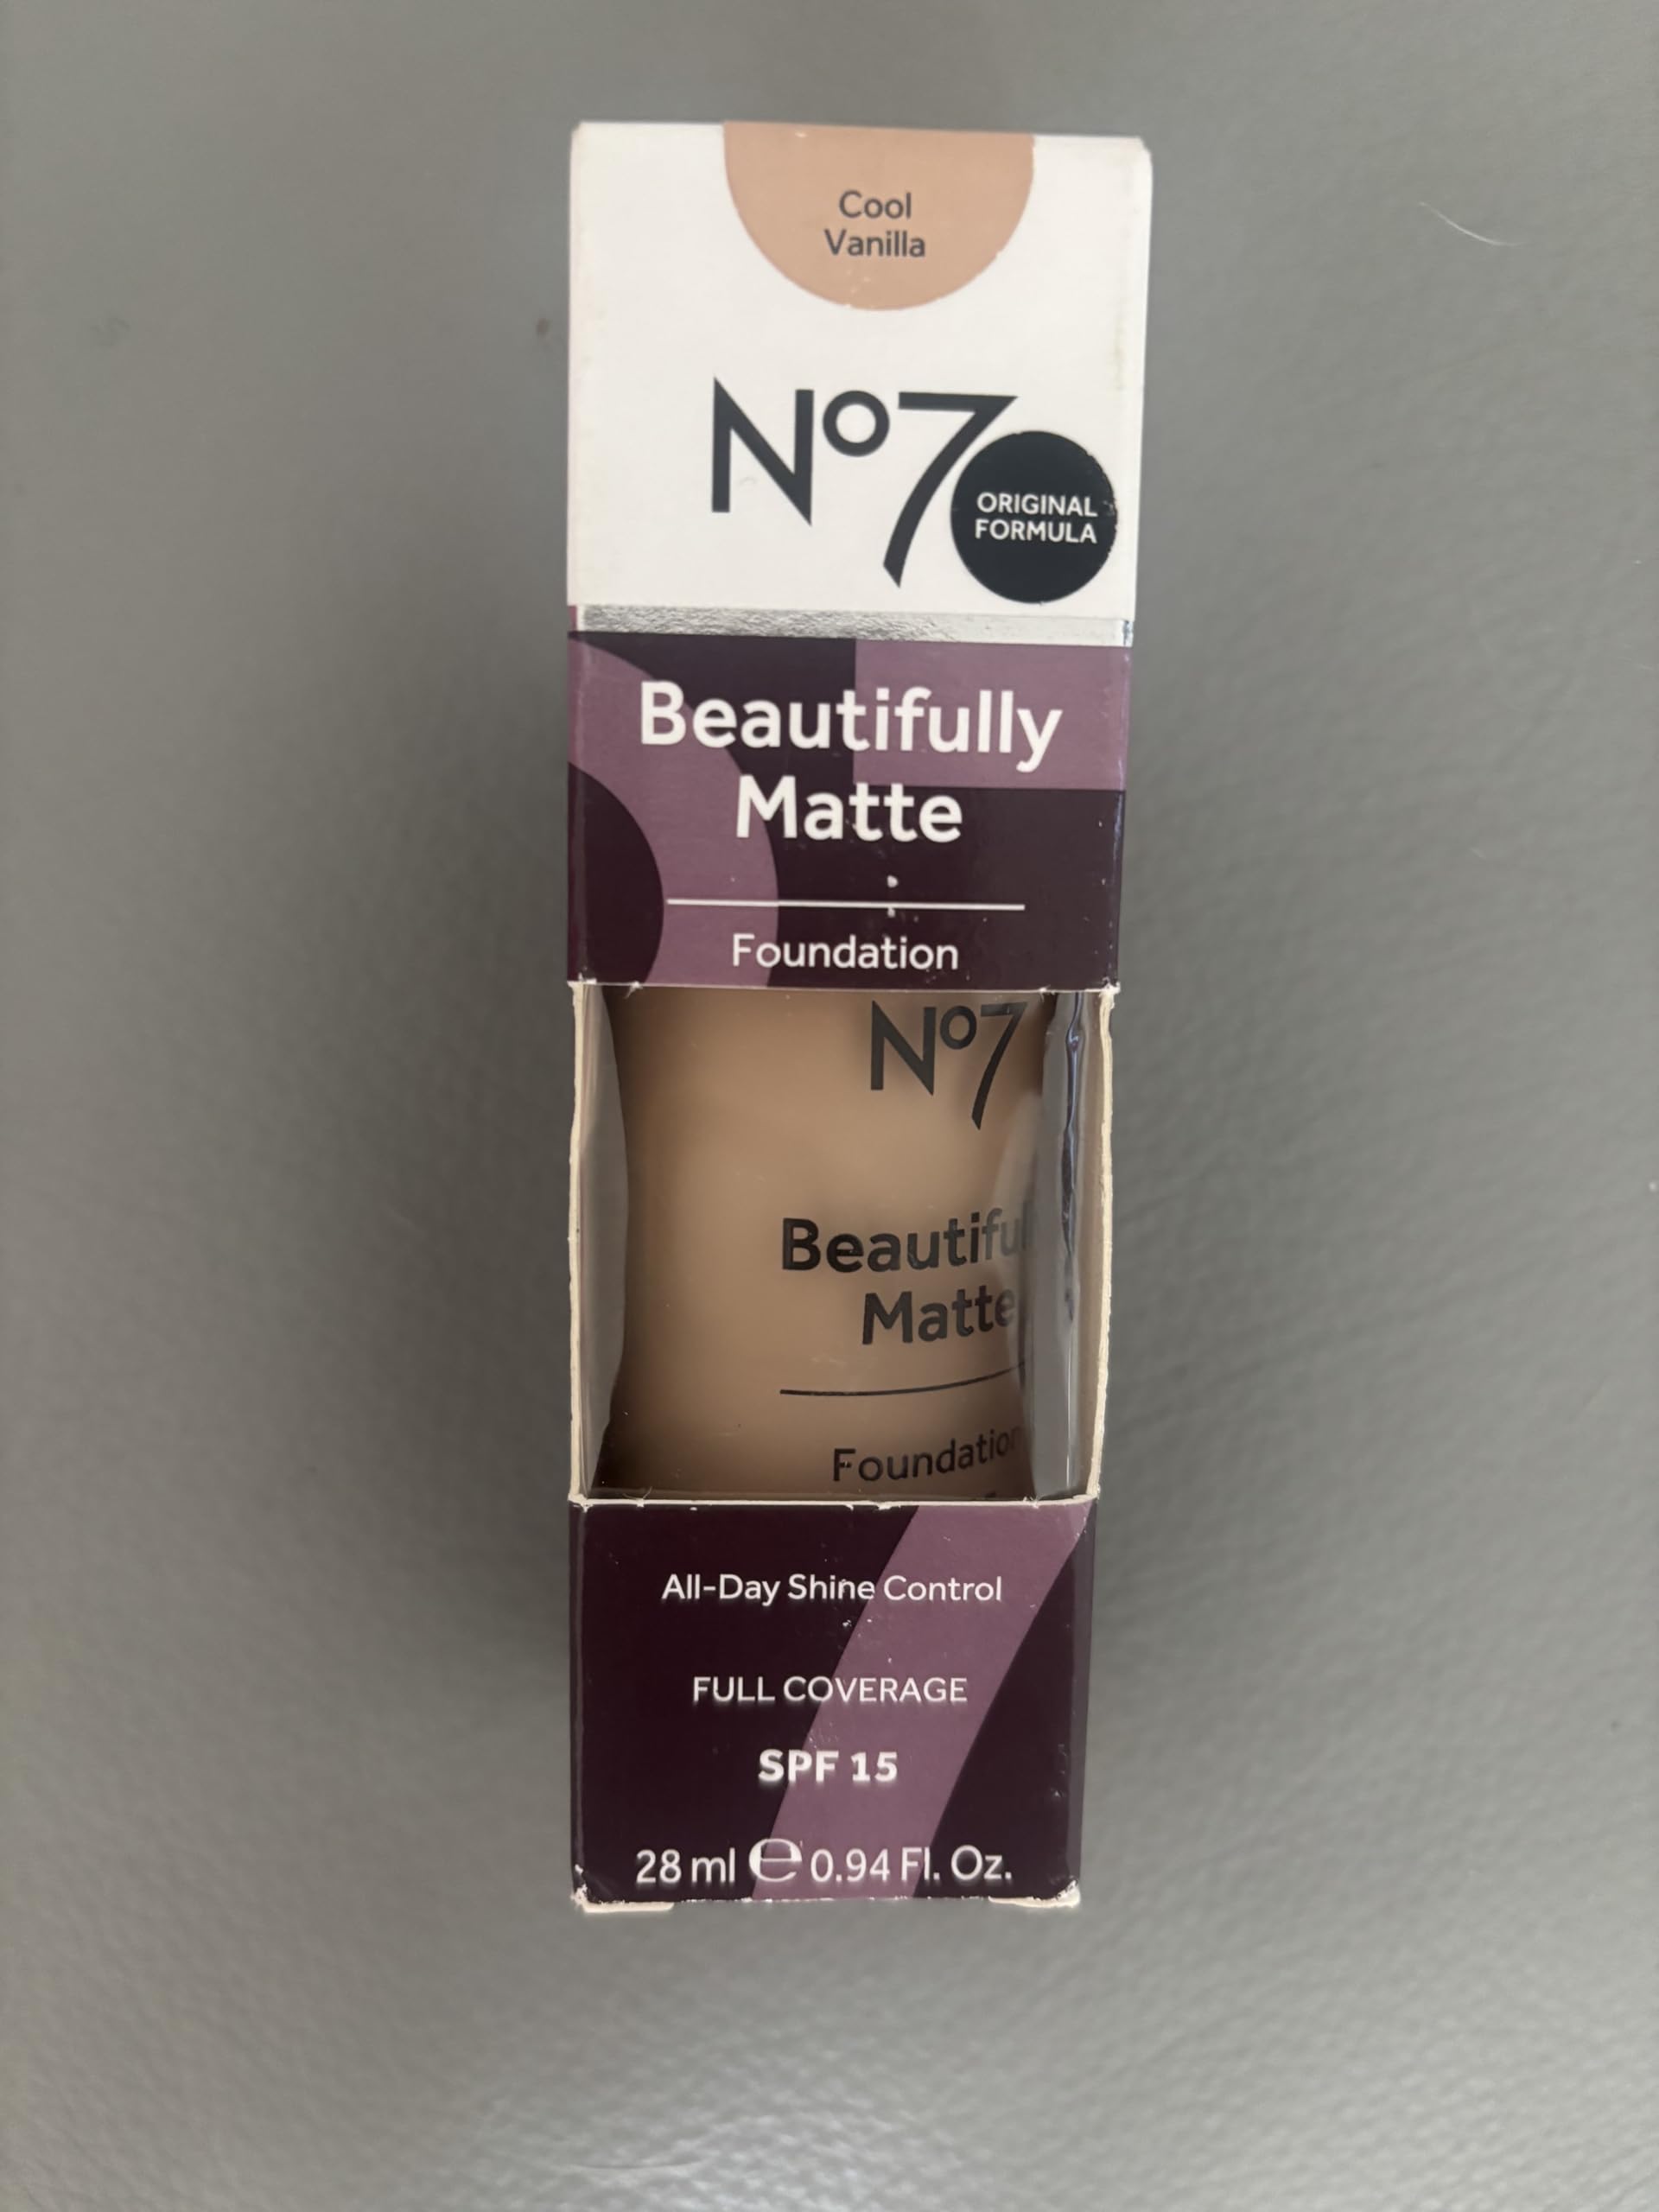 Cool
Vanilla
No7
ORIGINAL
FORMULA
Beautifully
Matte
Foundation
No7
Beautiful
Matte
Foundation
All-Day Shine Control
FULL COVERAGE
SPF 15
28 ml ℮ 0.94 Fl. Oz.